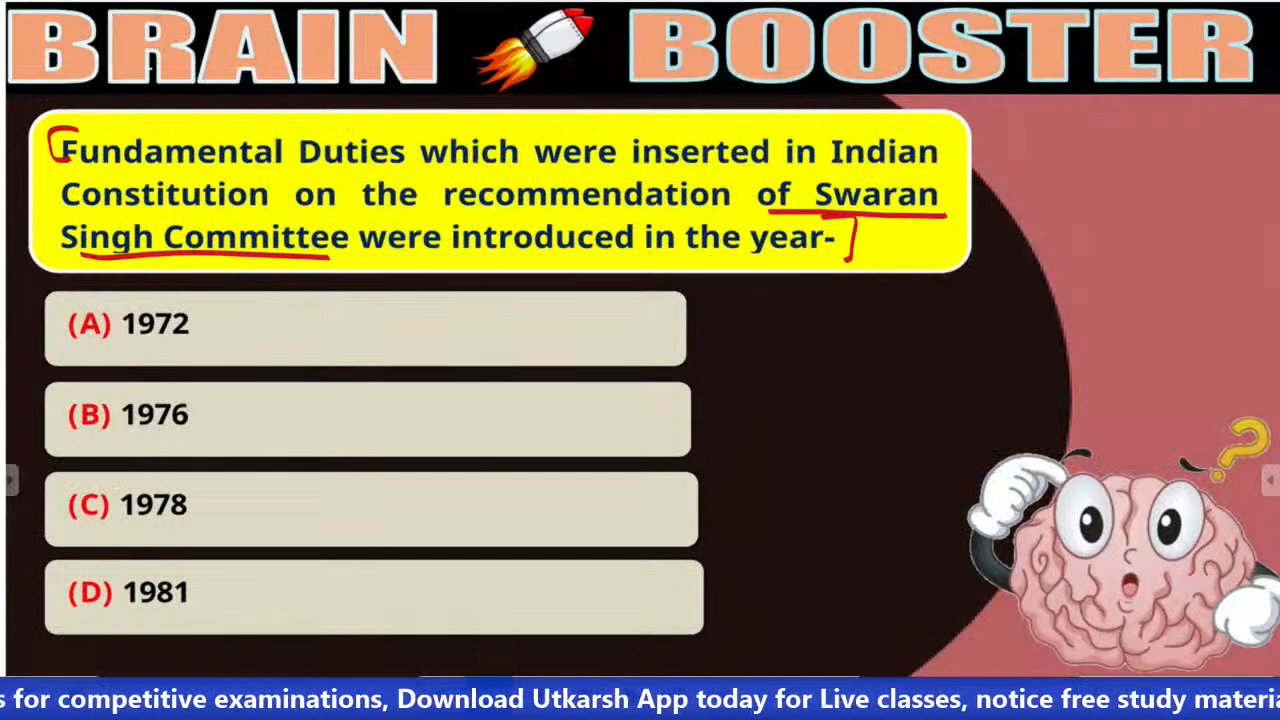 BRAIN BOOSTER
Fundamental Duties which were inserted in Indian
Constitution on the recommendation of Swaran
Singh Committee were introduced in the year-
(A) 1972
(B) 1976
(C) 1978
(D) 1981
?
for competitive examinations, Download Utkarsh App today for Live classes, notice free study